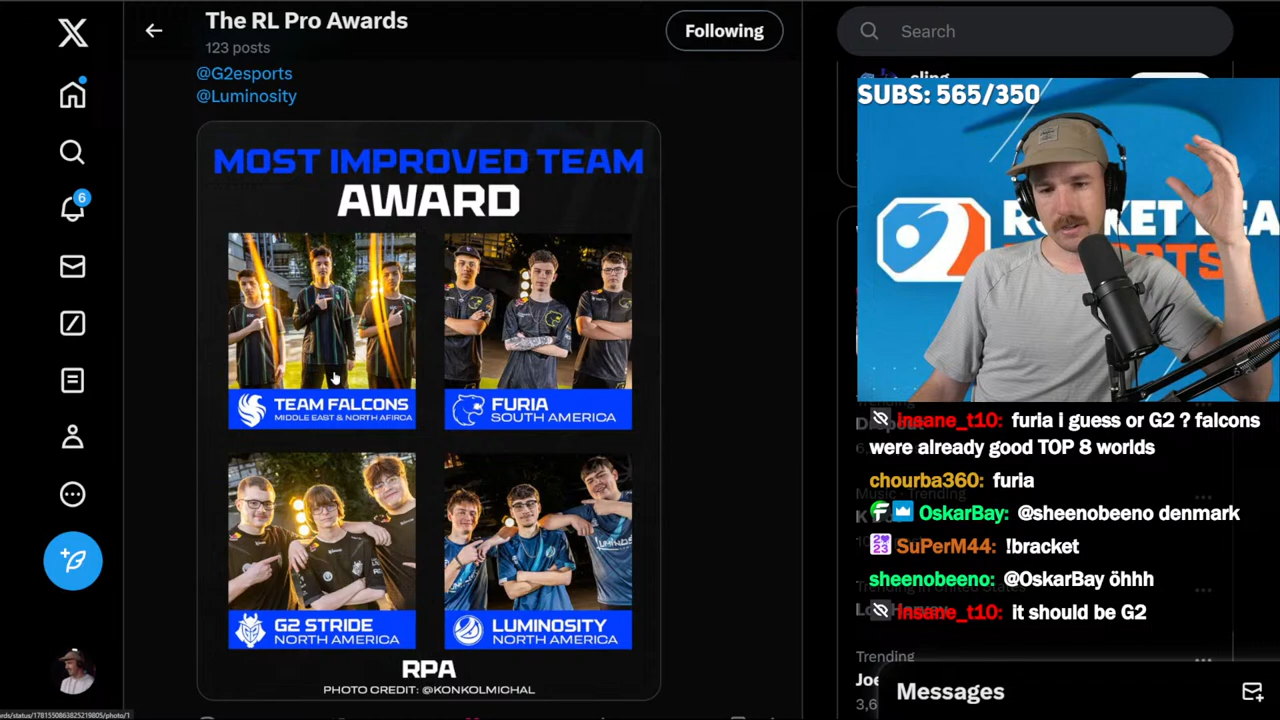 The RL Pro Awards
123 posts
Following
Search
@G2esports
@Luminosity
MOST IMPROVED TEAM
AWARD
TEAM FALCONS
MIDDLE EAST & NORTH AFIRCA
FURIA
SOUTH AMERICA
G2 STRIDE
NORTH AMERICA
LUMINOSITY
NORTH AMERICA
RPA
PHOTO CREDIT: @KONKOLMICHAL
6
SUBS: 565/350
insane_t10: furia i guess or G2 ? falcons
were already good TOP 8 worlds
chourba360: furia
OskarBay: @sheenobeeno denmark
SuPerM44: !bracket
sheenobeeno: @OskarBay öhhh
insane_t10: it should be G2
Trending
Messages